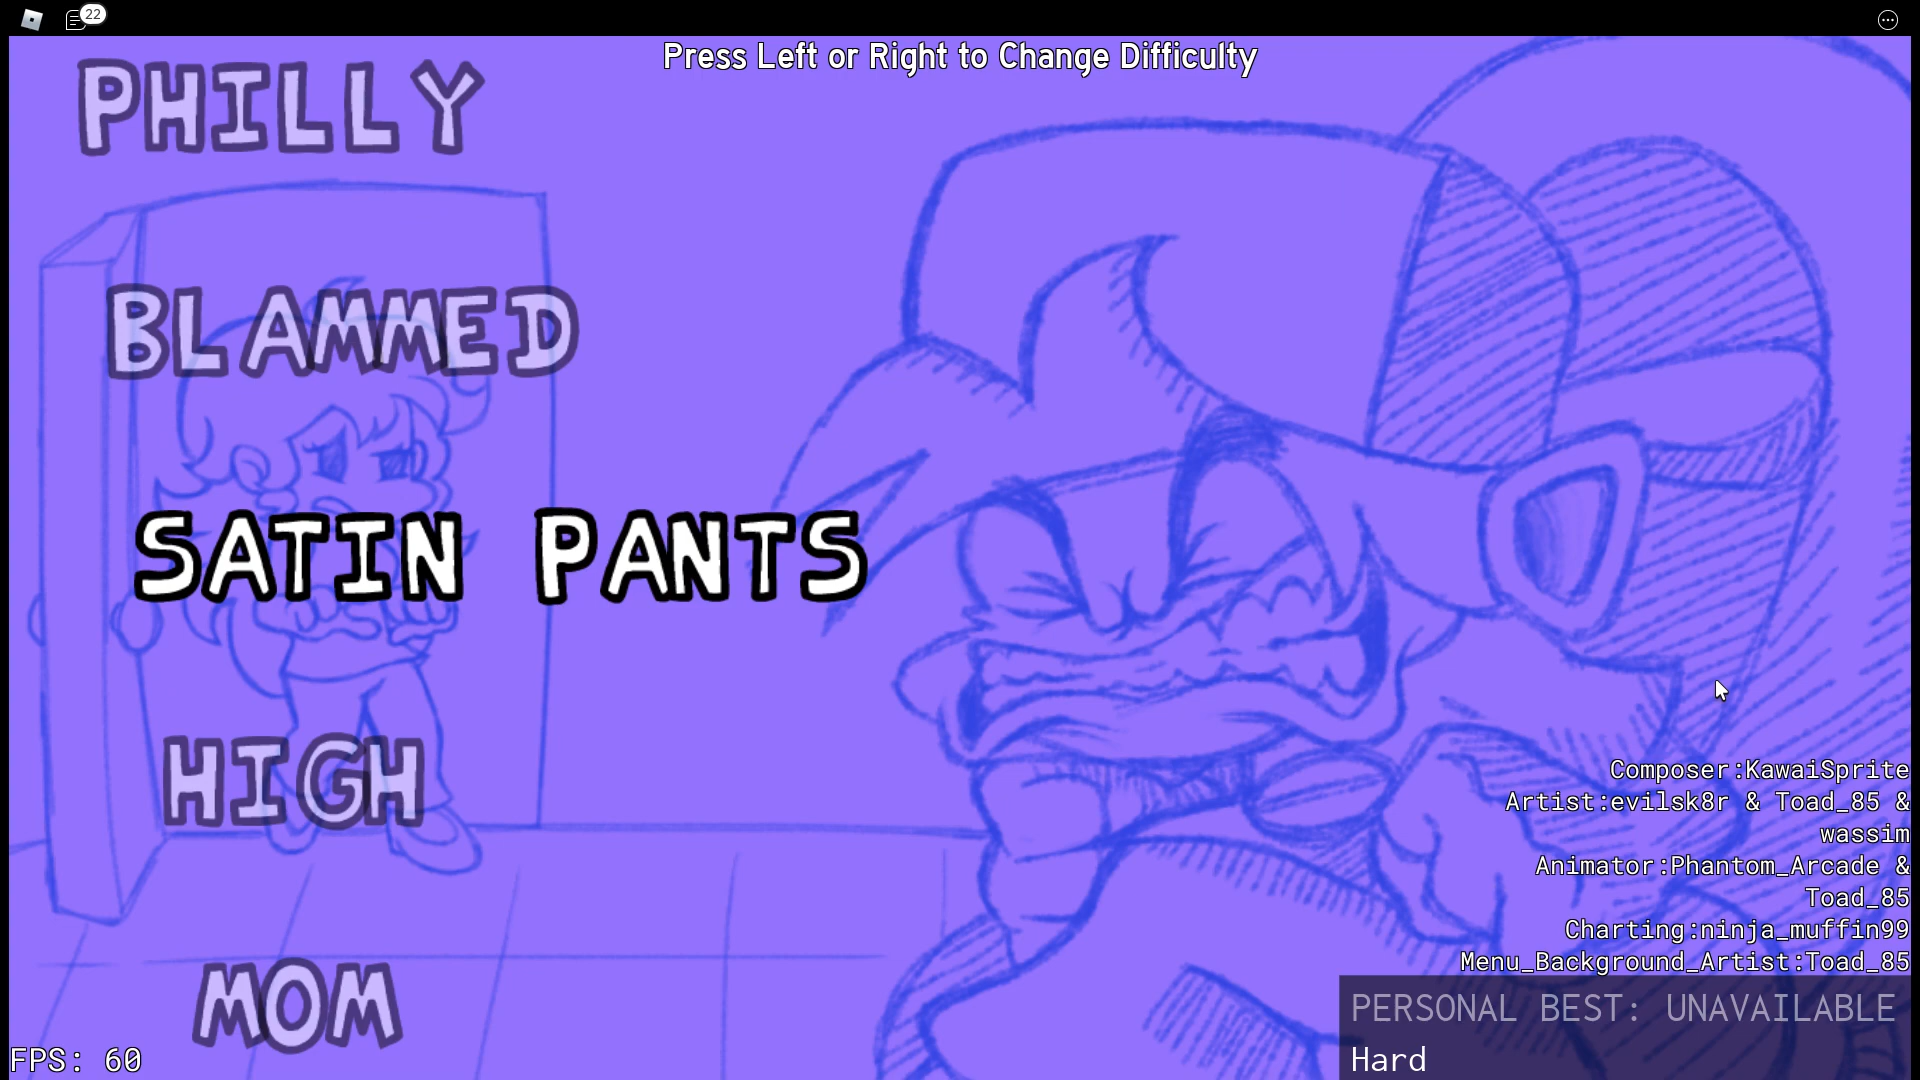 22
Press Left or Right to Change Difficulty
PHILLY
BLAMMED
SATIN PANTS
HIGH
MOM
Composer:KawaiSprite
Artist:evilsk8r & Toad_85 &
wassim
Animator:Phantom_Arcade &
Toad_85
Charting:ninja_muffin99
Menu_Background_Artist:Toad_85
PERSONAL BEST: UNAVAILABLE
Hard
FPS: 60